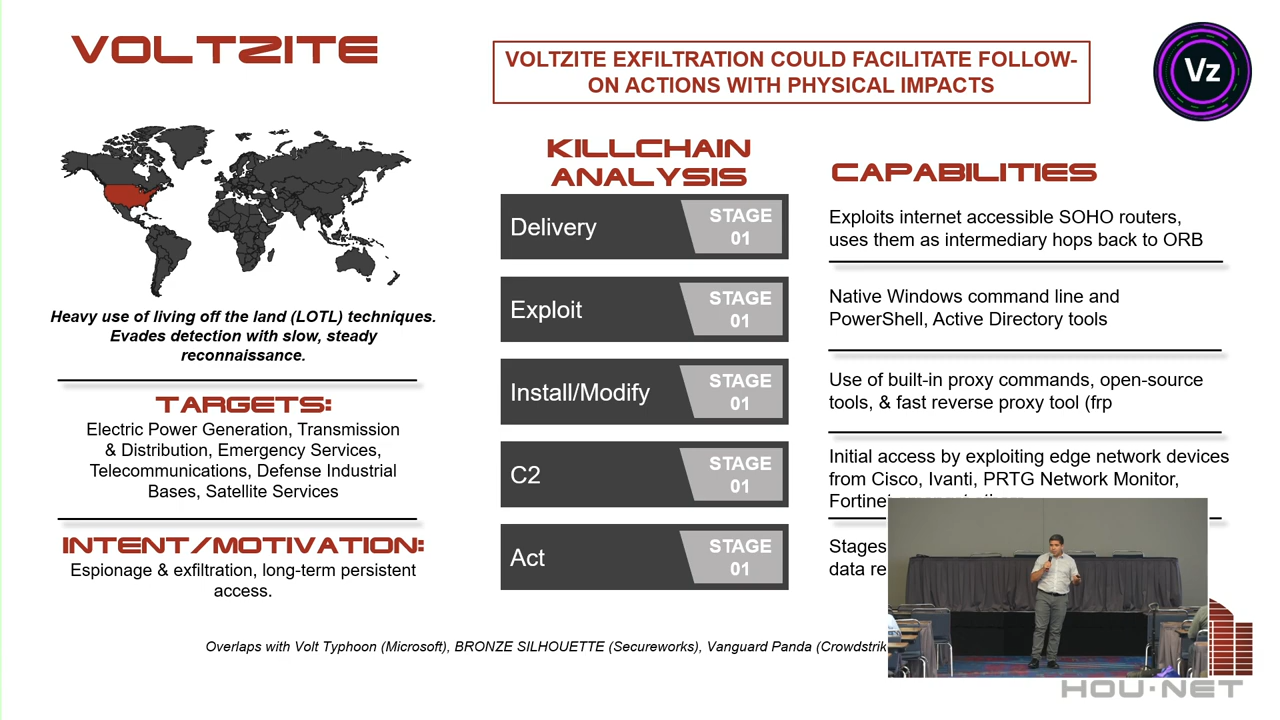 VOLTZITE
VOLTZITE EXFILTRATION COULD FACILITATE FOLLOW-
ON ACTIONS WITH PHYSICAL IMPACTS
Vz
Heavy use of living off the land (LOTL) techniques.
Evades detection with slow, steady
reconnaissance.
TARGETS:
Electric Power Generation, Transmission
& Distribution, Emergency Services,
Telecommunications, Defense Industrial
Bases, Satellite Services
INTENT/MOTIVATION:
Espionage & exfiltration, long-term persistent
access.
KILLCHAIN
ANALYSIS
Delivery
STAGE
01
Exploit
STAGE
01
Install/Modify
STAGE
01
C2
STAGE
01
Act
STAGE
01
CAPABILITIES
Exploits internet accessible SOHO routers,
uses them as intermediary hops back to ORB
Native Windows command line and
PowerShell, Active Directory tools
Use of built-in proxy commands, open-source
tools, & fast reverse proxy tool (frp
Initial access by exploiting edge network devices
from Cisco, Ivanti, PRTG Network Monitor,
Fortinet
Stages
data
Overlaps with Volt Typhoon (Microsoft), BRONZE SILHOUETTE (Secureworks), Vanguard Panda
HOU·NET